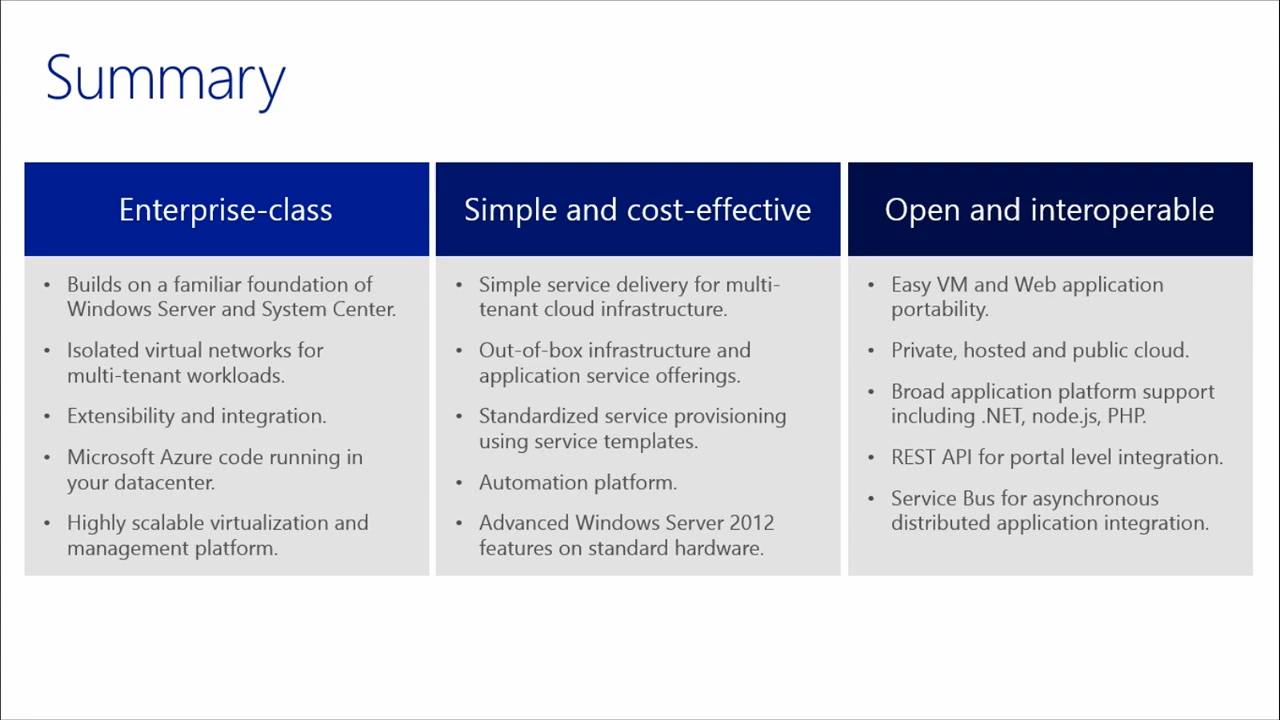 Summary
Enterprise-class
• Builds on a familiar foundation of
Windows Server and System Center.
• Isolated virtual networks for
multi-tenant workloads.
• Extensibility and integration.
• Microsoft Azure code running in
your datacenter.
• Highly scalable virtualization and
management platform.
Simple and cost-effective
• Simple service delivery for multi-
tenant cloud infrastructure.
• Out-of-box infrastructure and
application service offerings.
• Standardized service provisioning
using service templates.
• Automation platform.
• Advanced Windows Server 2012
features on standard hardware.
Open and interoperable
• Easy VM and Web application
portability.
• Private, hosted and public cloud.
• Broad application platform support
including .NET, node.js, PHP.
• REST API for portal level integration.
• Service Bus for asynchronous
distributed application integration.